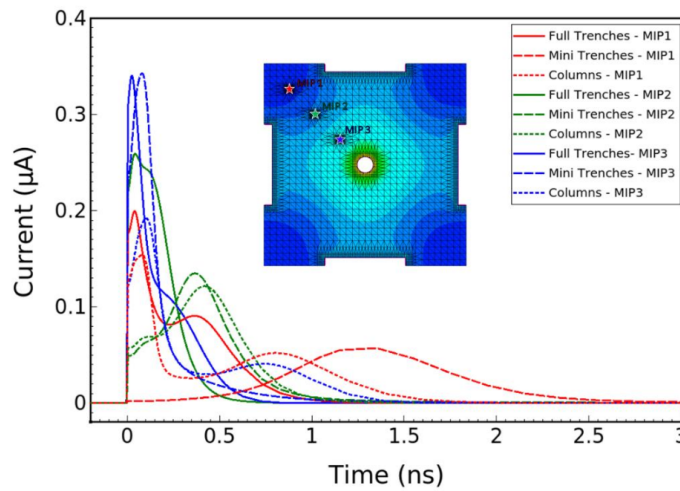 0.4
0.3
0.2
0.1
0
Current (µA)
0
0.5
1
1.5
2
2.5
3
Time (ns)
MIP1
MIP2
MIP3
Full Trenches - MIP1
Mini Trenches - MIP1
Columns - MIP1
Full Trenches - MIP2
Mini Trenches - MIP2
Columns - MIP2
Full Trenches- MIP3
Mini Trenches - MIP3
Columns - MIP3